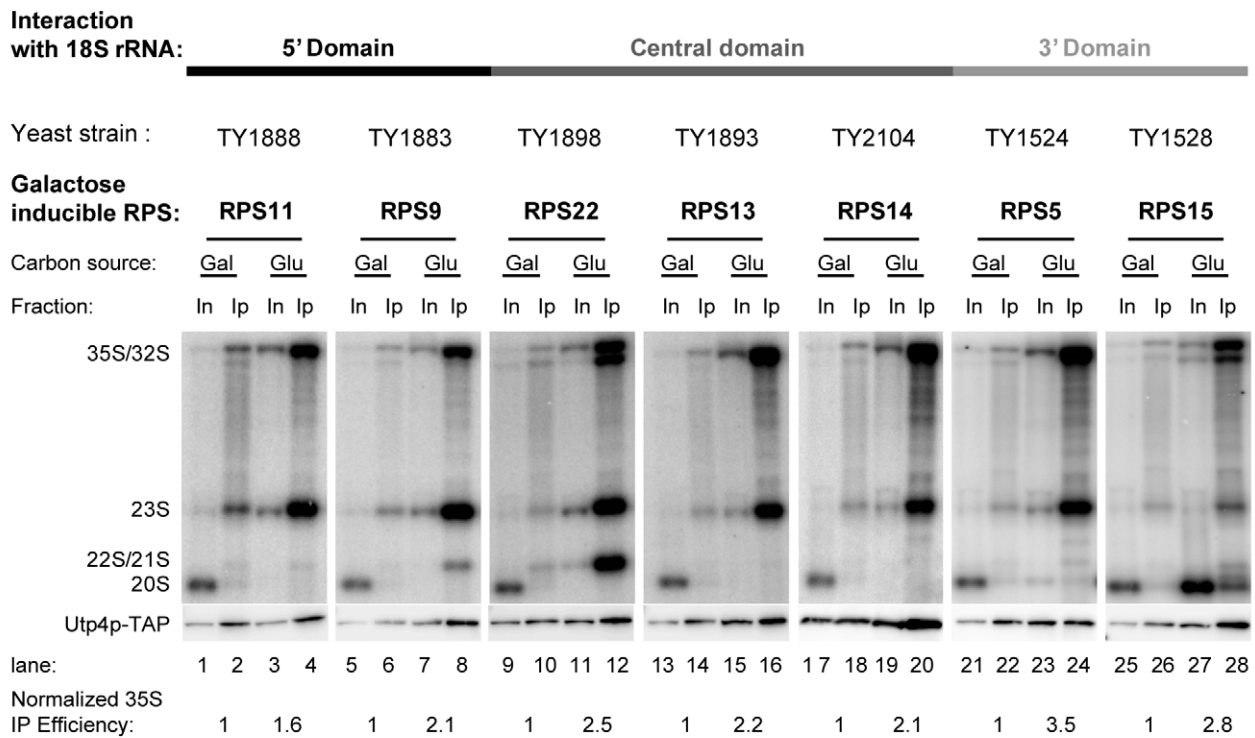 Interaction
with 18S rRNA:
5’ Domain Central domain 3’ Domain
Yeast strain : TY1888 TY1883 TY1898 TY1893 TY2104 TY1524 TY1528
Galactose
inducible RPS: RPS11 RPS9 RPS22 RPS13 RPS14 RPS5 RPS15
Carbon source: Gal Glu Gal Glu Gal Glu Gal Glu Gal Glu Gal Glu Gal Glu
Fraction: In Ip In Ip In Ip In Ip In Ip In Ip In Ip In Ip In Ip In Ip In Ip In Ip In Ip In Ip
35S/32S
23S
22S/21S
20S
Utp4p-TAP
lane: 1 2 3 4 5 6 7 8 9 10 11 12 13 14 15 16 17 18 19 20 21 22 23 24 25 26 27 28
Normalized 35S
IP Efficiency: 1 1.6 1 2.1 1 2.5 1 2.2 1 2.1 1 3.5 1 2.8